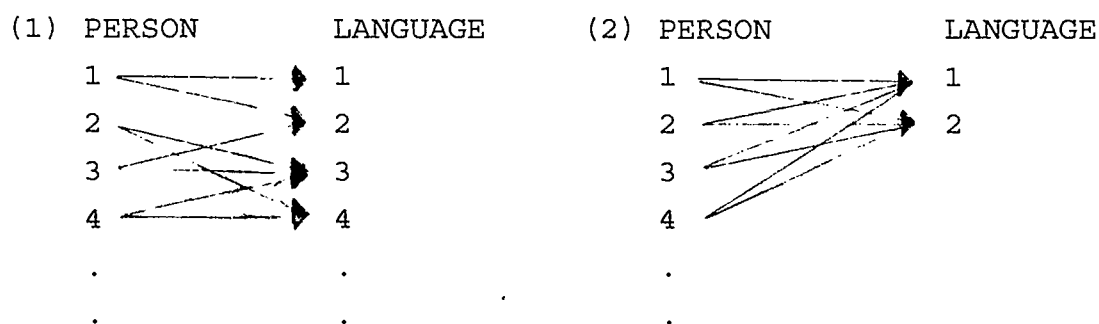 (1) PERSON LANGUAGE (2) PERSON LANGUAGE
1 1 1 1
2 2 2 2
3 3 3
4 4 4
. . .
. . .